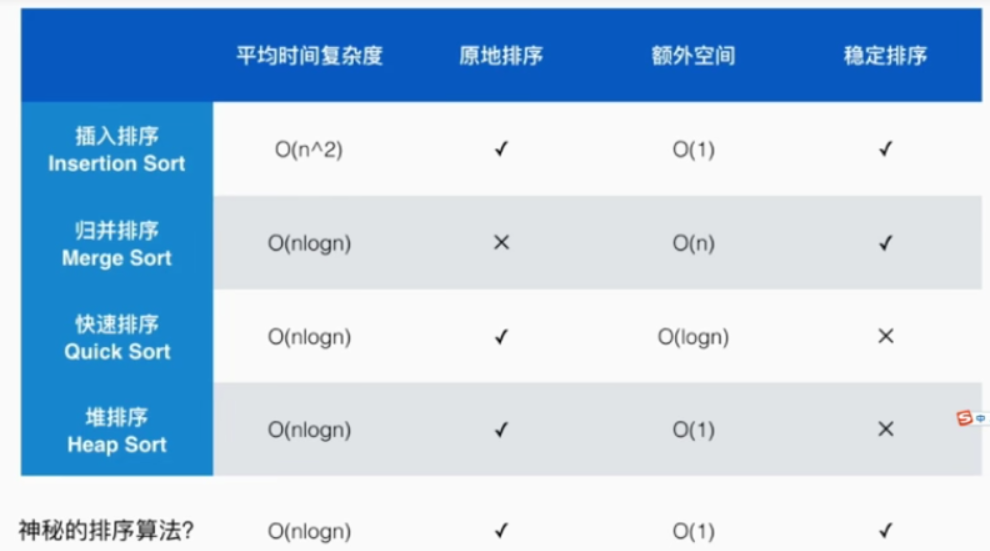 平均时间复杂度 原地排序 额外空间 稳定排序
插入排序
Insertion Sort
O(n^2) ✓ O(1) ✓
归并排序
Merge Sort
O(nlogn) ✕ O(n) ✓
快速排序
Quick Sort
O(nlogn) ✓ O(logn) ✕
堆排序
Heap Sort
O(nlogn) ✓ O(1) ✕
S 中
神秘的排序算法? O(nlogn) ✓ O(1) ✓